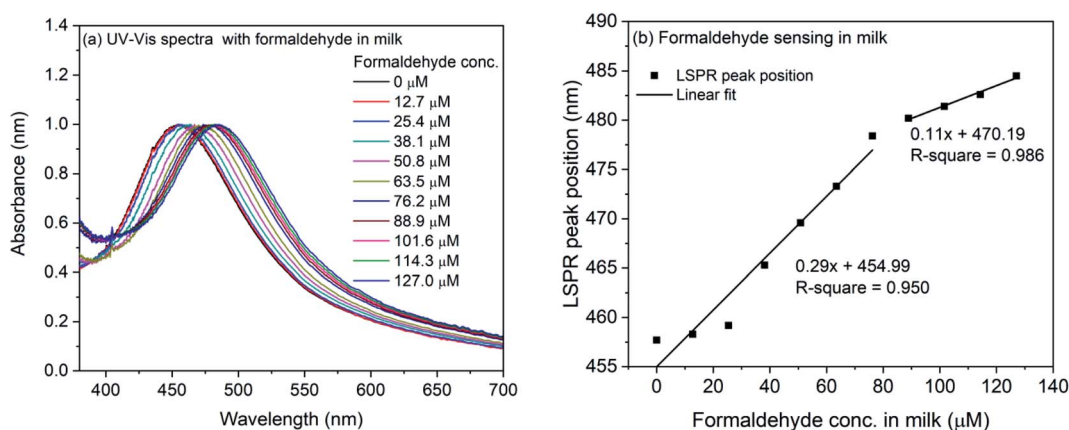 (a) UV-Vis spectra with formaldehyde in milk
Formaldehyde conc.
0 μM
12.7 μM
25.4 μM
38.1 μM
50.8 μM
63.5 μM
76.2 μM
88.9 μM
101.6 μM
114.3 μM
127.0 μM
Absorbance (n)
1.4
1.2
1.0
0.8
0.6
0.4
0.2
0.0
400 450 500 550 600 650 700
Wavelength (nm)
(b) Formaldehyde sensing in milk
LSPR peak position
Linear fit
0.11x + 470.19
R-square = 0.986
0.29x + 454.99
R-square = 0.950
LSPR peak position (nm)
490
485
480
475
470
465
460
455
0 20 40 60 80 100 120 140
Formaldehyde conc. in milk (μM)